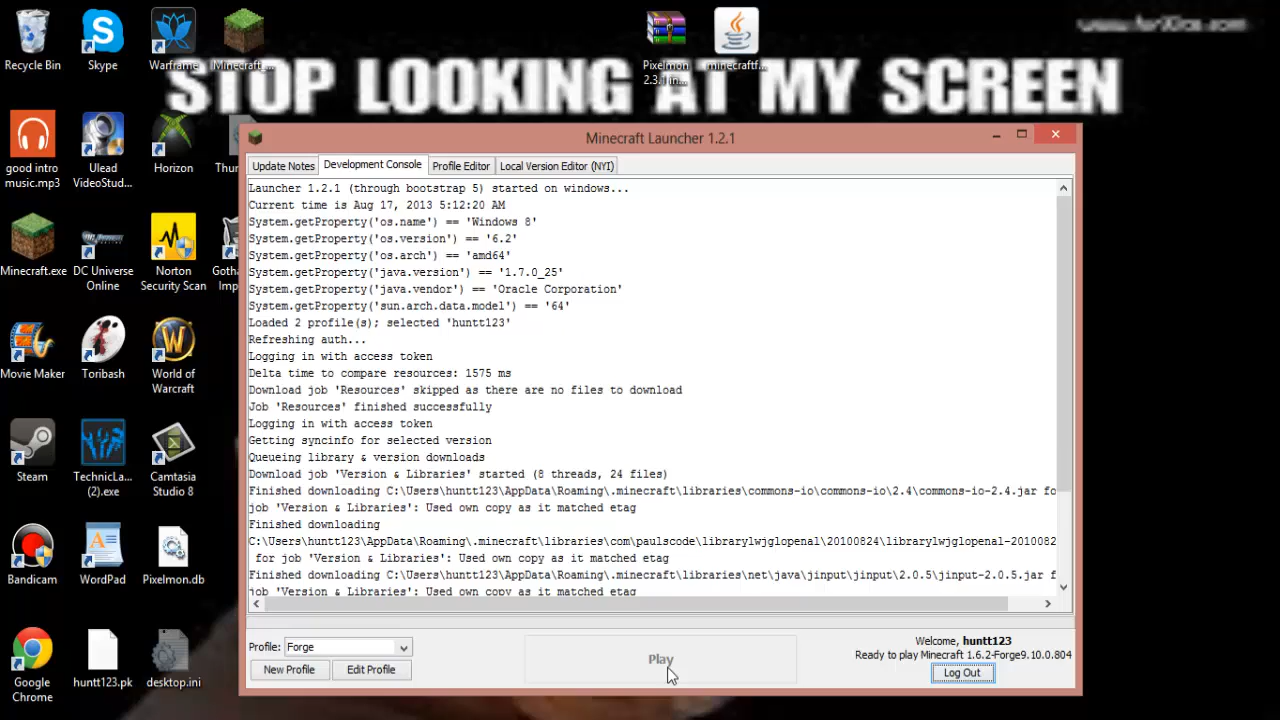 Recycle Bin
Skype
Warframe
Minecraft_...
Pixelmon
2.3.1 in...
minecraftf...
STOP LOOKING AT MY SCREEN
good intro
music.mp3
Ulead
VideoStud...
Horizon
Thun
Minecraft.exe
DC Universe
Online
Norton
Security Scan
Goth
Imp
Movie Maker
Toribash
World of
Warcraft
Steam
TechnicLa...
(2).exe
Camtasia
Studio 8
Bandicam
WordPad
Pixelmon.db
Google
Chrome
huntt123.pk
desktop.ini
Minecraft Launcher 1.2.1
Update Notes
Development Console
Profile Editor
Local Version Editor (NYI)
Launcher 1.2.1 (through bootstrap 5) started on windows...
Current time is Aug 17, 2013 5:12:20 AM
System.getProperty('os.name') == 'Windows 8'
System.getProperty('os.version') == '6.2'
System.getProperty('os.arch') == 'amd64'
System.getProperty('java.version') == '1.7.0_25'
System.getProperty('java.vendor') == 'Oracle Corporation'
System.getProperty('sun.arch.data.model') == '64'
Loaded 2 profile(s); selected 'huntt123'
Refreshing auth...
Logging in with access token
Delta time to compare resources: 1575 ms
Download job 'Resources' skipped as there are no files to download
Job 'Resources' finished successfully
Logging in with access token
Getting syncinfo for selected version
Queueing library & version downloads
Download job 'Version & Libraries' started (8 threads, 24 files)
Finished downloading C:\Users\huntt123\AppData\Roaming\.minecraft\libraries\commons-io\commons-io\2.4\commons-io-2.4.jar fo
job 'Version & Libraries': Used own copy as it matched etag
Finished downloading
C:\Users\huntt123\AppData\Roaming\.minecraft\libraries\com\paulscode\librarylwjglopenal\20100824\librarylwjglopenal-2010082
for job 'Version & Libraries': Used own copy as it matched etag
Finished downloading C:\Users\huntt123\AppData\Roaming\.minecraft\libraries\net\java\jinput\jinput\2.0.5\jinput-2.0.5.jar f
job 'Version & Libraries': Used own copy as it matched etag
Profile: Forge
New Profile
Edit Profile
Play
Welcome, huntt123
Ready to play Minecraft 1.6.2-Forge9.10.0.804
Log Out